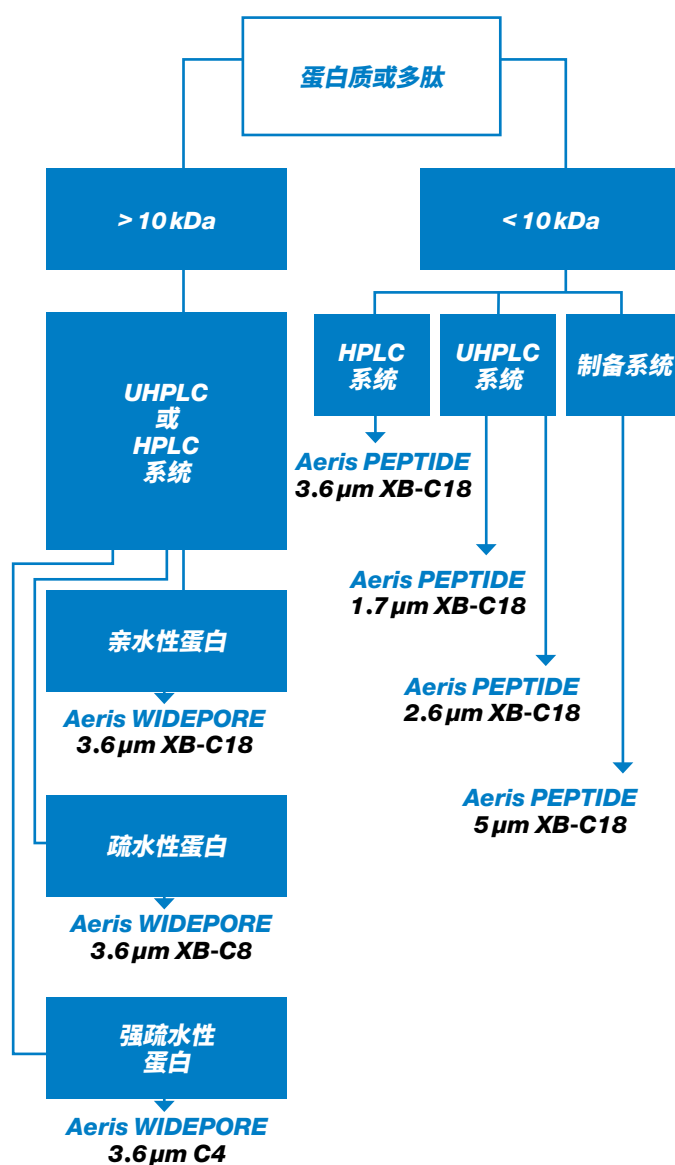 蛋白质或多肽
> 10 kDa
< 10 kDa
UHPLC
或
HPLC
系统
HPLC
系统
UHPLC
系统
制备系统
Aeris PEPTIDE
3.6 µm XB-C18
Aeris PEPTIDE
1.7 µm XB-C18
Aeris PEPTIDE
2.6 µm XB-C18
Aeris PEPTIDE
5 µm XB-C18
亲水性蛋白
Aeris WIDEPORE
3.6 µm XB-C18
疏水性蛋白
Aeris WIDEPORE
3.6 µm XB-C8
强疏水性
蛋白
Aeris WIDEPORE
3.6 µm C4